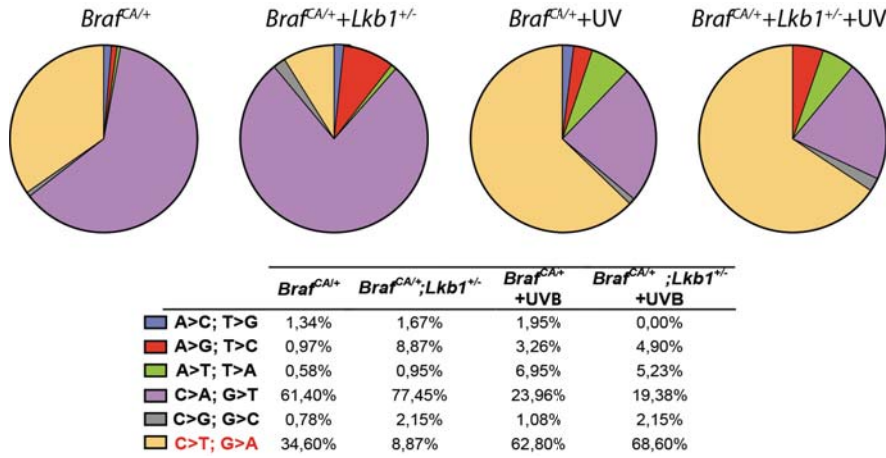 Braf^CA/+ Braf^CA/+ +Lkb1^+/- Braf^CA/+ +UV Braf^CA/+ +Lkb1^+/- +UV
Braf^CA/+ Braf^CA/+;Lkb1^+/- Braf^CA/+ Braf^CA/+ ;Lkb1^+/-
+UVB +UVB
A>C; T>G 1,34% 1,67% 1,95% 0,00%
A>G; T>C 0,97% 8,87% 3,26% 4,90%
A>T; T>A 0,58% 0,95% 6,95% 5,23%
C>A; G>T 61,40% 77,45% 23,96% 19,38%
C>G; G>C 0,78% 2,15% 1,08% 2,15%
C>T; G>A 34,60% 8,87% 62,80% 68,60%